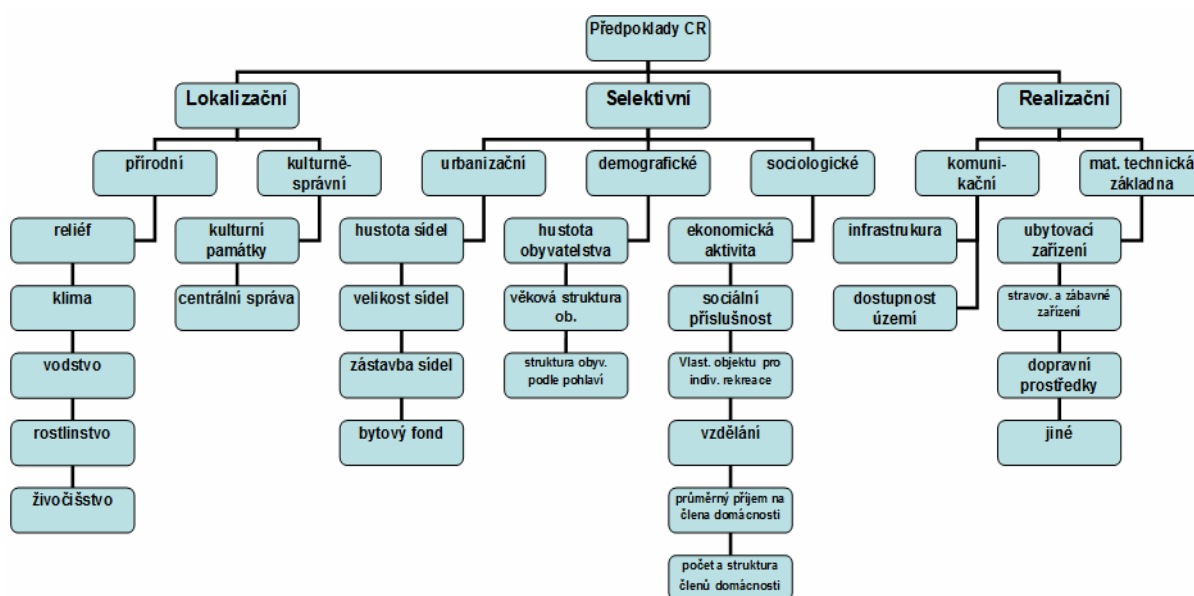 Předpoklady CR
Lokalizační
Selektivní
Realizační
přírodní
kulturně-
správní
urbanizační
demografické
sociologické
komuni-
kační
mat. technická
základna
reliéf
kulturní
památky
hustota sídel
hustota
obyvatelstva
ekonomická
aktivita
infrastrukura
ubytovací
zařízení
klima
centrální správa
velikost sídel
věková struktura
ob.
sociální
příslušnost
dostupnost
území
stravov. a zábavné
zařízení
vodstvo
zástavba sídel
struktura obyv.
podle pohlaví
Vlast. objektu pro
indiv. rekreace
dopravní
prostředky
rostlinstvo
bytový fond
vzdělání
jiné
živočišstvo
průměrný příjem na
člena domácnosti
počet a struktura
členů domácnosti